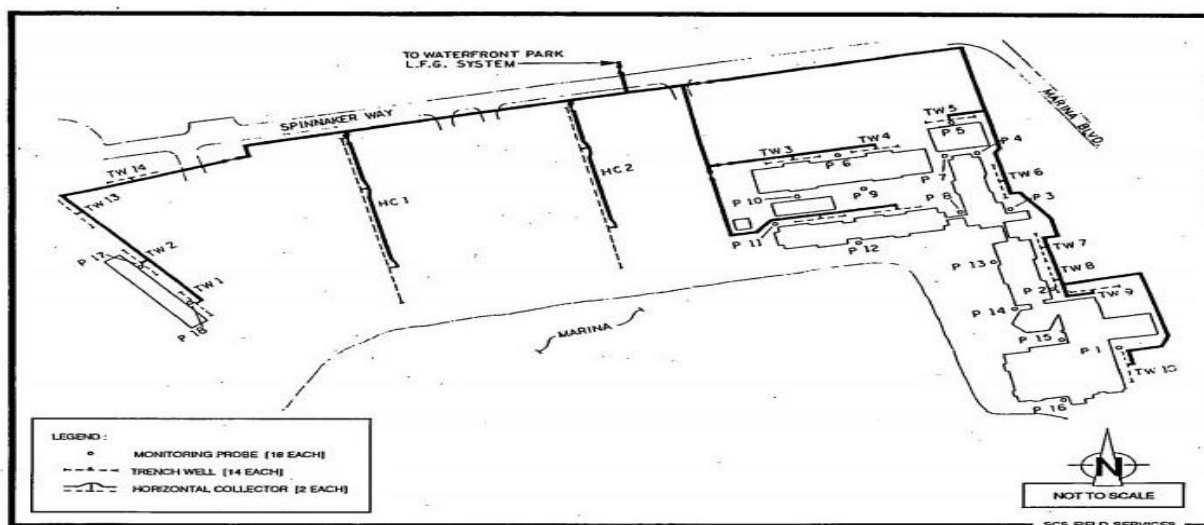 TO WATERFRONT PARK
L.F.G. SYSTEM
SPINNAKER WAY
MARINA BLVD.
TW 14
TW 13
TW 2
TW 1
P 17
P 18
HC 1
HC 2
TW 3
TW 4
TW 5
P 5
P 4
P 6
P 7
TW 6
P 10
P 9
P 8
P 3
P 11
P 12
TW 7
P 13
TW 8
P 2
TW 9
P 14
MARINA
P 15
P 1
TW 10
P 16
LEGEND :
MONITORING PROBE [18 EACH]
TRENCH WELL [14 EACH]
HORIZONTAL COLLECTOR [2 EACH]
N
NOT TO SCALE
SCS FIELD SERVICES